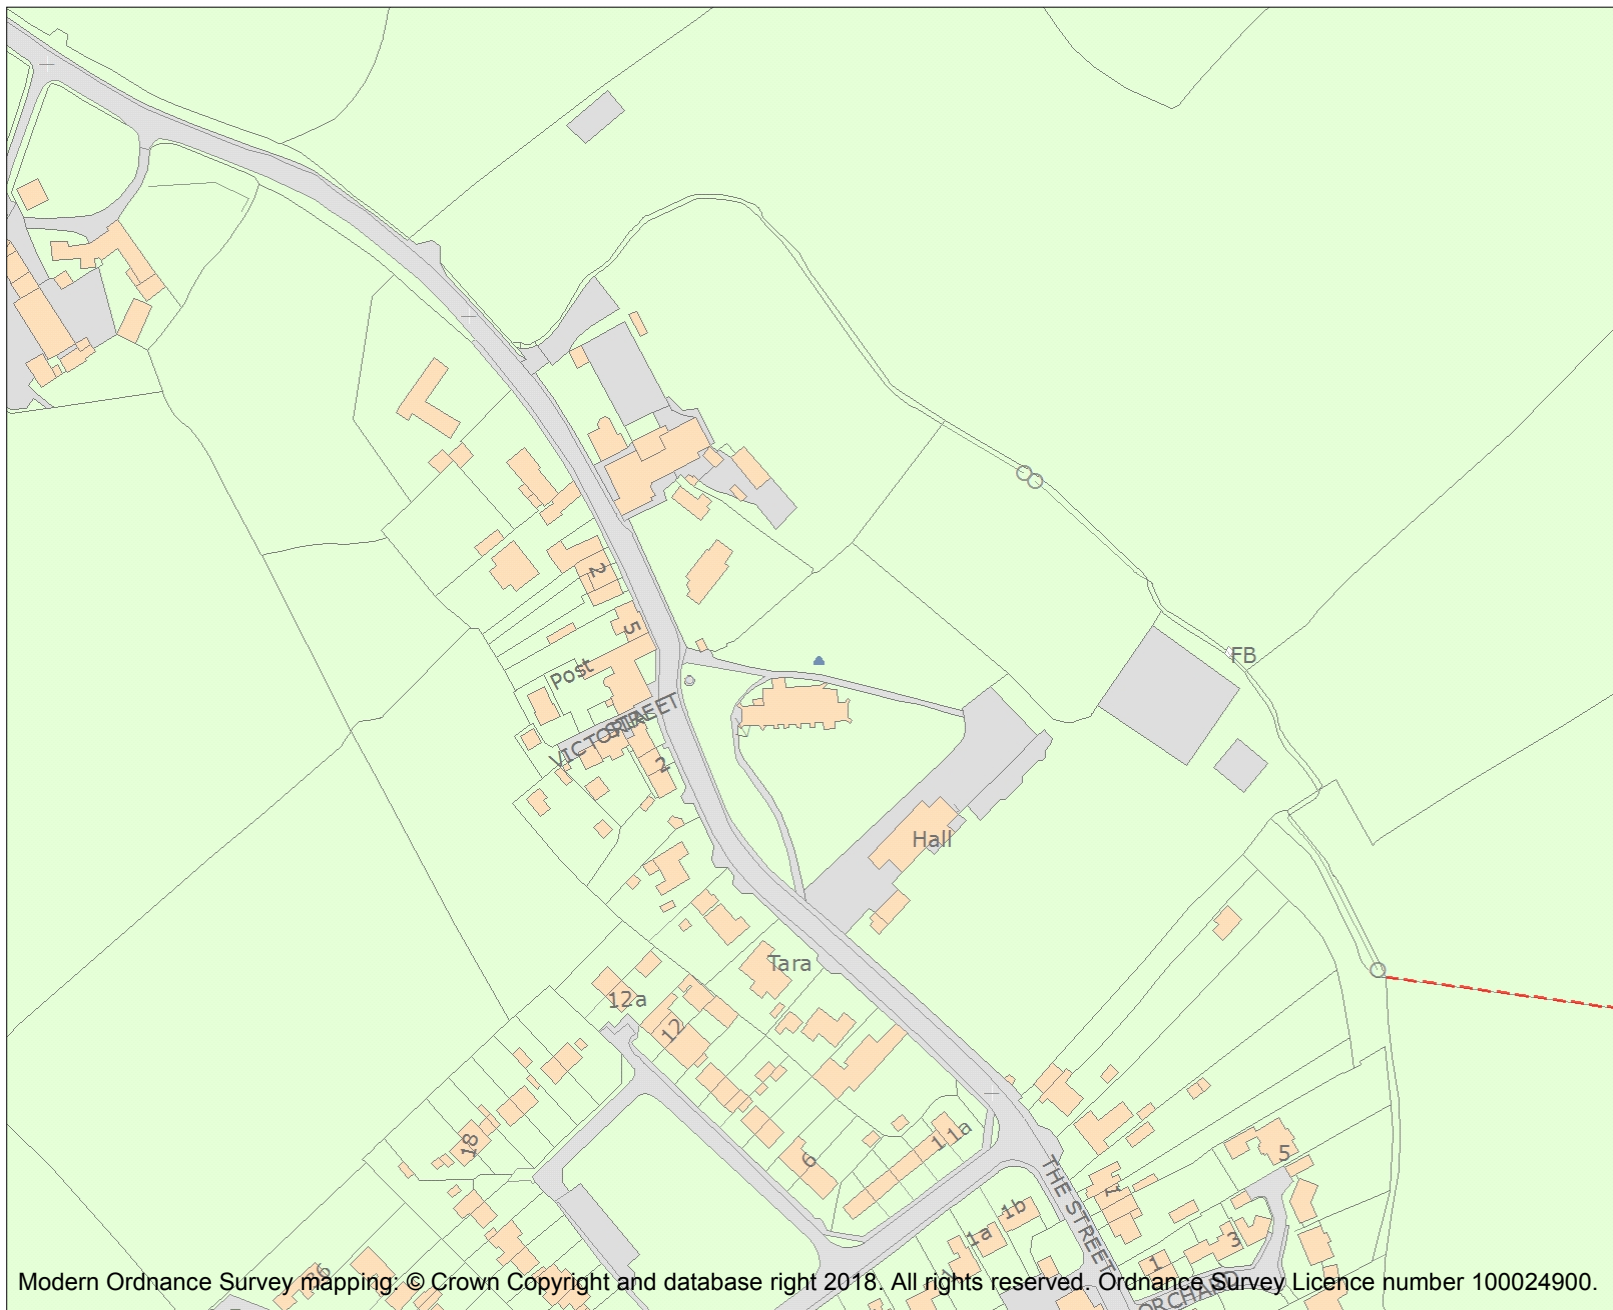 2
5
Post
VICTORIA
STREET
2
FB
Hall
Tara
12a
12
18
6
1
1a
5
1b
1a
1
3
1
THE STREET
ORCHARD
Modern Ordnance Survey mapping: © Crown Copyright and database right 2018. All rights reserved. Ordnance Survey Licence number 100024900.